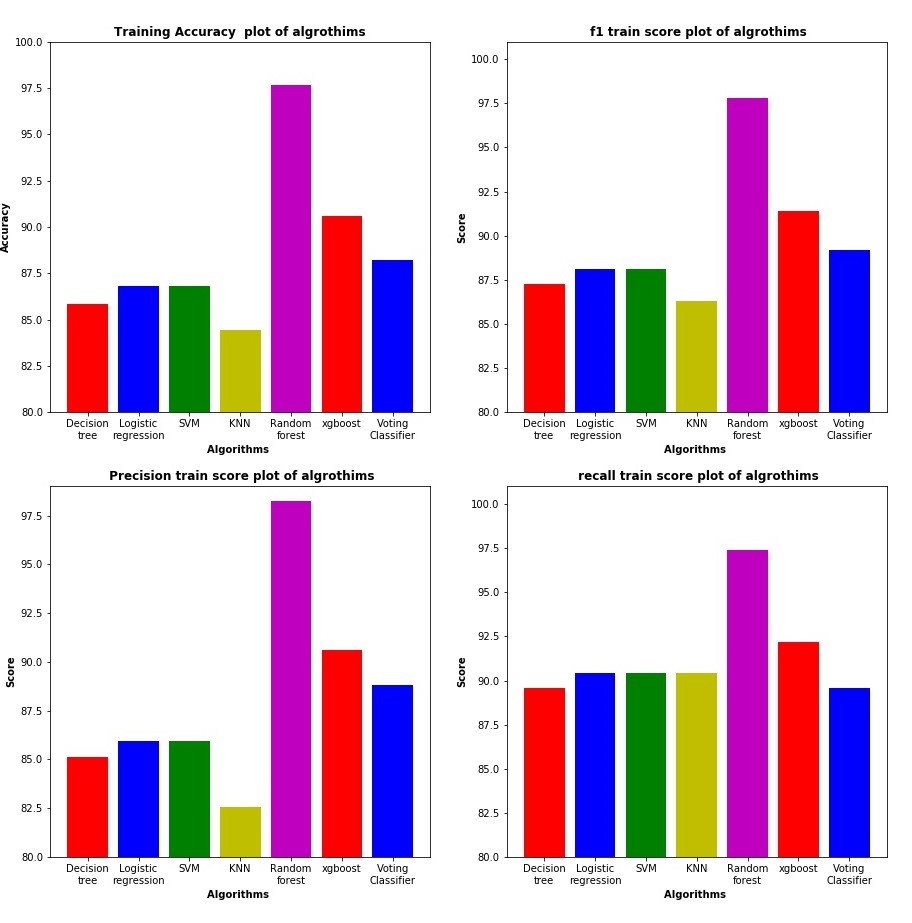 Training Accuracy  plot of algrothims
100.0
97.5
95.0
92.5
90.0
87.5
85.0
82.5
80.0
Accuracy
Decision tree
Logistic regression
SVM
KNN
Random forest
xgboost
Voting Classifier
Algorithms
f1 train score plot of algrothims
100.0
97.5
95.0
92.5
90.0
87.5
85.0
82.5
80.0
Score
Decision tree
Logistic regression
SVM
KNN
Random forest
xgboost
Voting Classifier
Algorithms
Precision train score plot of algrothims
97.5
95.0
92.5
90.0
87.5
85.0
82.5
80.0
Score
Decision tree
Logistic regression
SVM
KNN
Random forest
xgboost
Voting Classifier
Algorithms
recall train score plot of algrothims
100.0
97.5
95.0
92.5
90.0
87.5
85.0
82.5
80.0
Score
Decision tree
Logistic regression
SVM
KNN
Random forest
xgboost
Voting Classifier
Algorithms